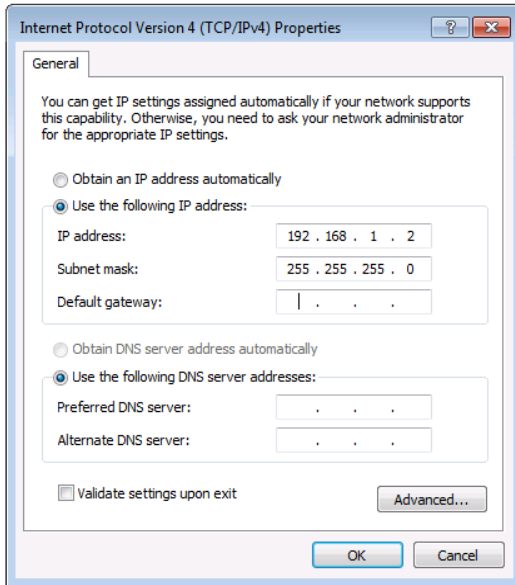 Internet Protocol Version 4 (TCP/IPv4) Properties
General
You can get IP settings assigned automatically if your network supports
this capability. Otherwise, you need to ask your network administrator
for the appropriate IP settings.
Obtain an IP address automatically
Use the following IP address:
IP address: 192 . 168 . 1 . 2
Subnet mask: 255 . 255 . 255 . 0
Default gateway: . . .
Obtain DNS server address automatically
Use the following DNS server addresses:
Preferred DNS server: . . .
Alternate DNS server: . . .
Validate settings upon exit
Advanced...
OK Cancel